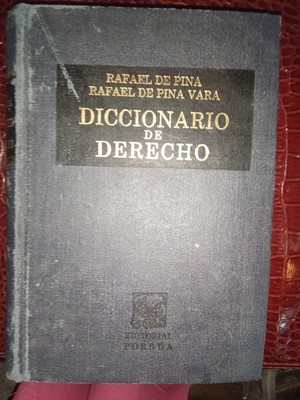 RAFAEL DE PINA
RAFAEL DE PINA VARA
DICCIONARIO
DE
DERECHO
EDITORIAL
PORRÚA